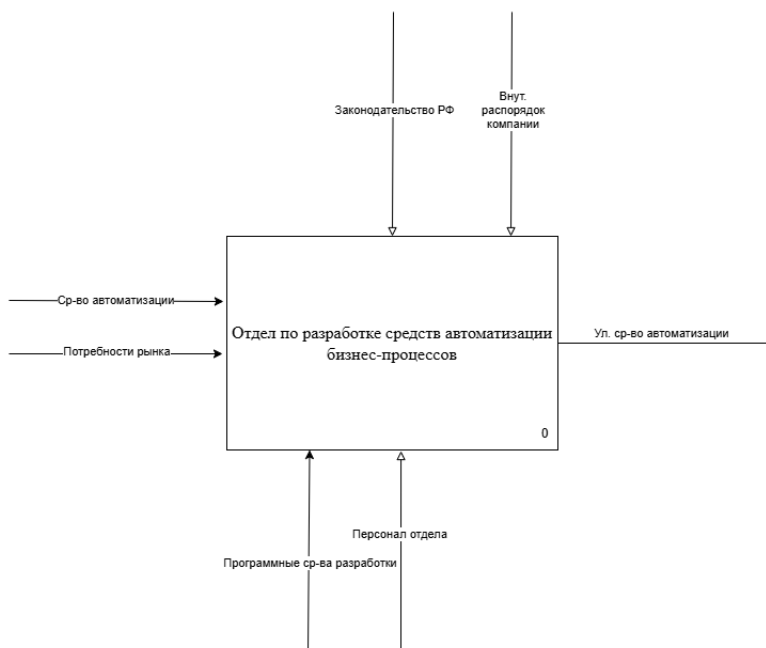 Законодательство РФ
Внут.
распорядок
компании
Ср-во автоматизации
Потребности рынка
Отдел по разработке средств автоматизации
бизнес-процессов
Ул. ср-во автоматизации
0
Персонал отдела
Программные ср-ва разработки